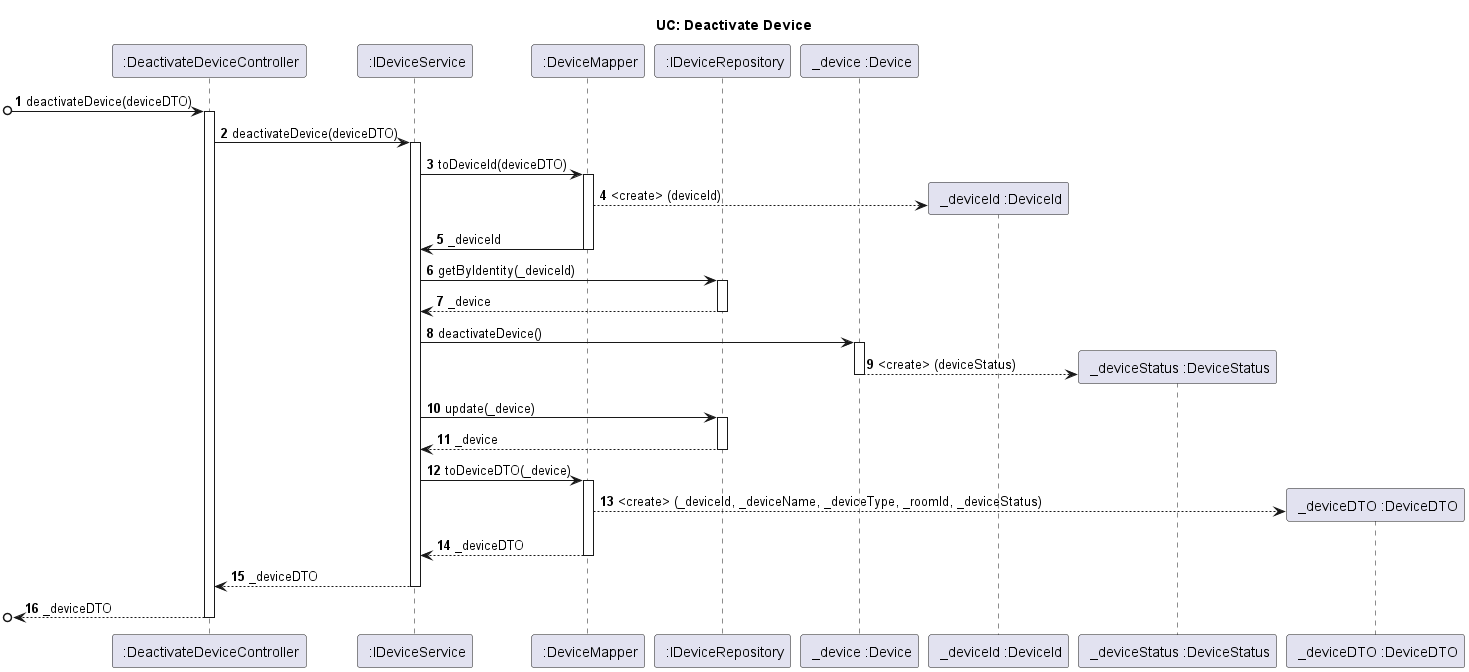 UC: Deactivate Device
:DeactivateDeviceController
:IDeviceService
:DeviceMapper
:IDeviceRepository
_device :Device
1 deactivateDevice(deviceDTO)
2 deactivateDevice(deviceDTO)
3 toDeviceId(deviceDTO)
4 <create> (deviceId)
_deviceId :DeviceId
5 _deviceId
6 getByIdentity(_deviceId)
7 _device
8 deactivateDevice()
9 <create> (deviceStatus)
_deviceStatus :DeviceStatus
10 update(_device)
11 _device
12 toDeviceDTO(_device)
13 <create> (_deviceId, _deviceName, _deviceType, _roomId, _deviceStatus)
_deviceDTO :DeviceDTO
14 _deviceDTO
15 _deviceDTO
16 _deviceDTO
:DeactivateDeviceController
:IDeviceService
:DeviceMapper
:IDeviceRepository
_device :Device
_deviceId :DeviceId
_deviceStatus :DeviceStatus
_deviceDTO :DeviceDTO